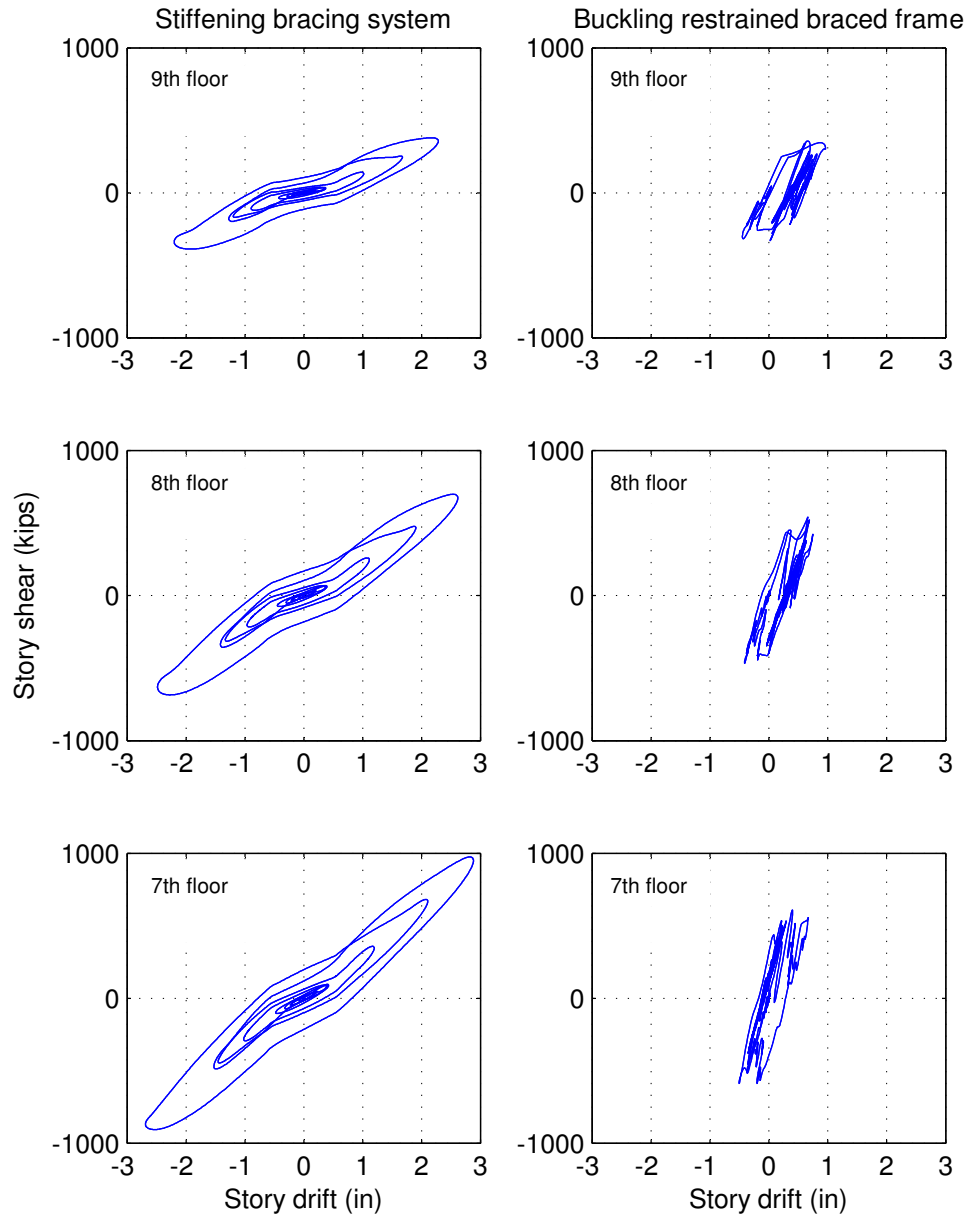 Stiffening bracing system
Buckling restrained braced frame
1000
0
-1000
9th floor
-3 -2 -1 0 1 2 3
1000
0
-1000
9th floor
-3 -2 -1 0 1 2 3
Story shear (kips)
1000
0
-1000
8th floor
-3 -2 -1 0 1 2 3
1000
0
-1000
8th floor
-3 -2 -1 0 1 2 3
1000
0
-1000
7th floor
-3 -2 -1 0 1 2 3
Story drift (in)
1000
0
-1000
7th floor
-3 -2 -1 0 1 2 3
Story drift (in)